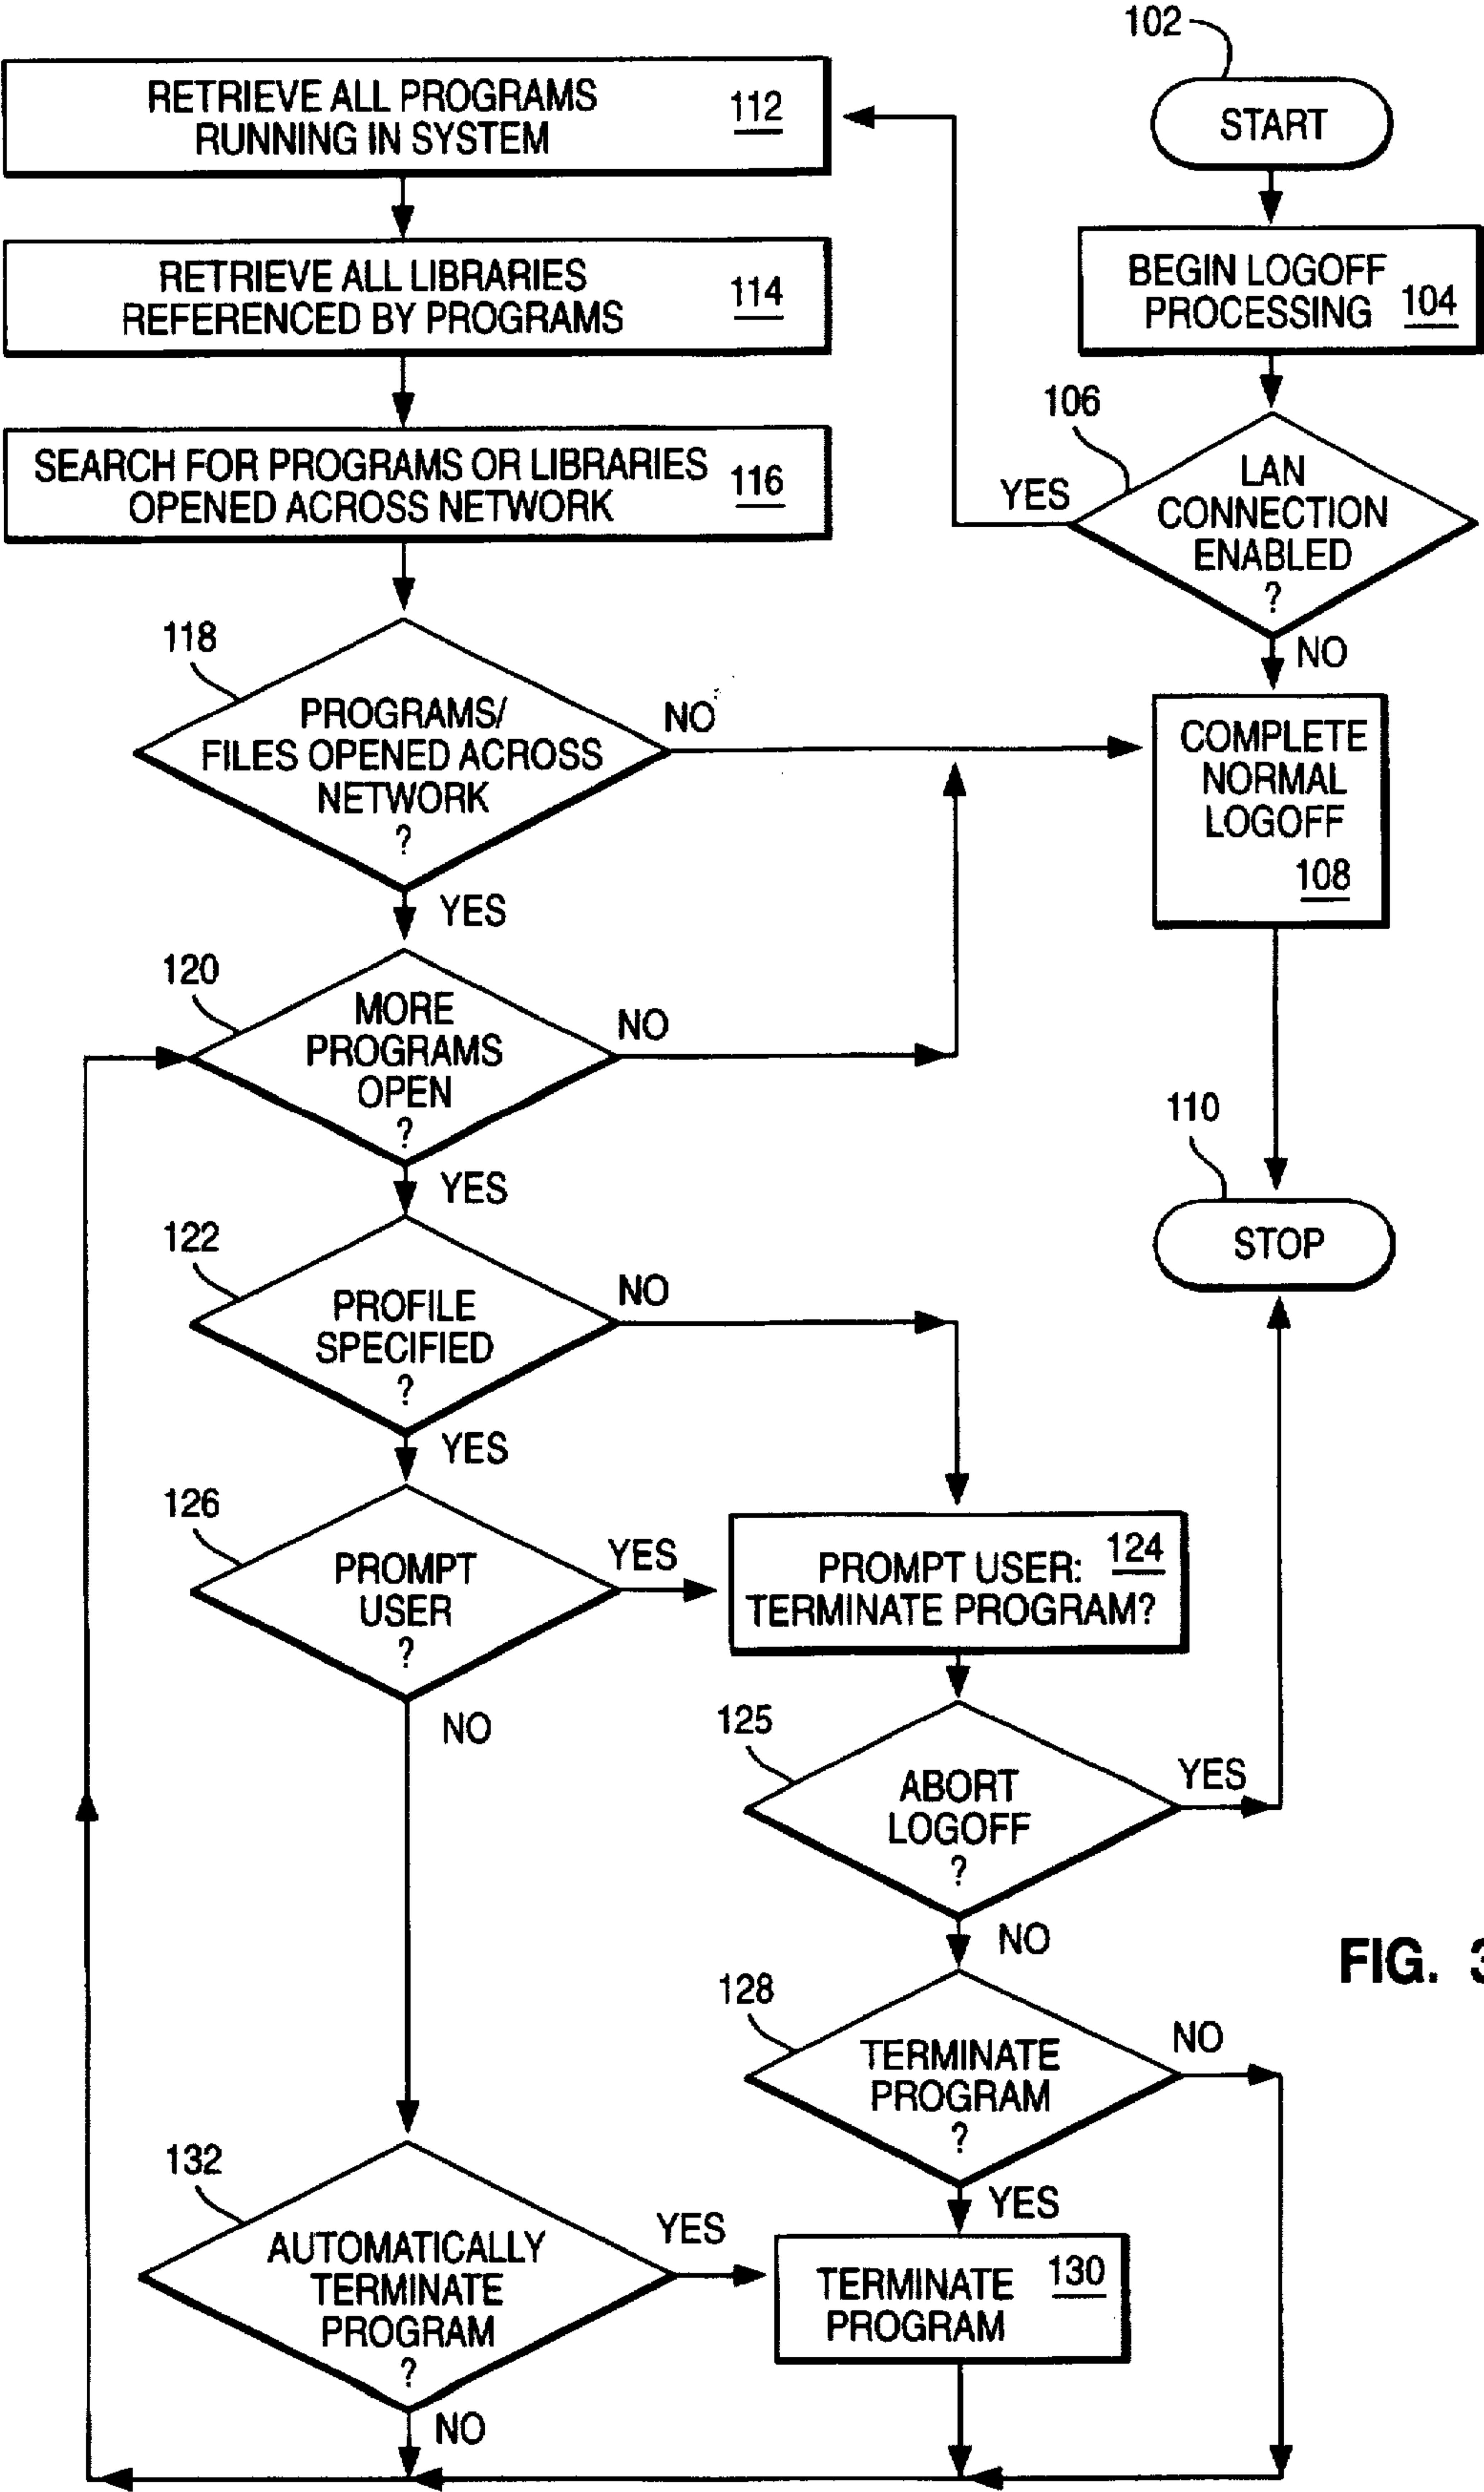 102
START
RETRIEVE ALL PROGRAMS
RUNNING IN SYSTEM
112
BEGIN LOGOFF
PROCESSING
104
RETRIEVE ALL LIBRARIES
REFERENCED BY PROGRAMS
114
106
LAN
CONNECTION
ENABLED
?
YES
NO
SEARCH FOR PROGRAMS OR LIBRARIES
OPENED ACROSS NETWORK
116
118
PROGRAMS/
FILES OPENED ACROSS
NETWORK
?
NO
YES
COMPLETE
NORMAL
LOGOFF
108
120
MORE
PROGRAMS
OPEN
?
NO
YES
110
STOP
122
PROFILE
SPECIFIED
?
NO
YES
126
PROMPT
USER
?
YES
NO
PROMPT USER:
TERMINATE PROGRAM?
124
125
ABORT
LOGOFF
?
YES
NO
FIG. 3
128
TERMINATE
PROGRAM
?
NO
YES
132
AUTOMATICALLY
TERMINATE
PROGRAM
?
YES
NO
TERMINATE
PROGRAM
130